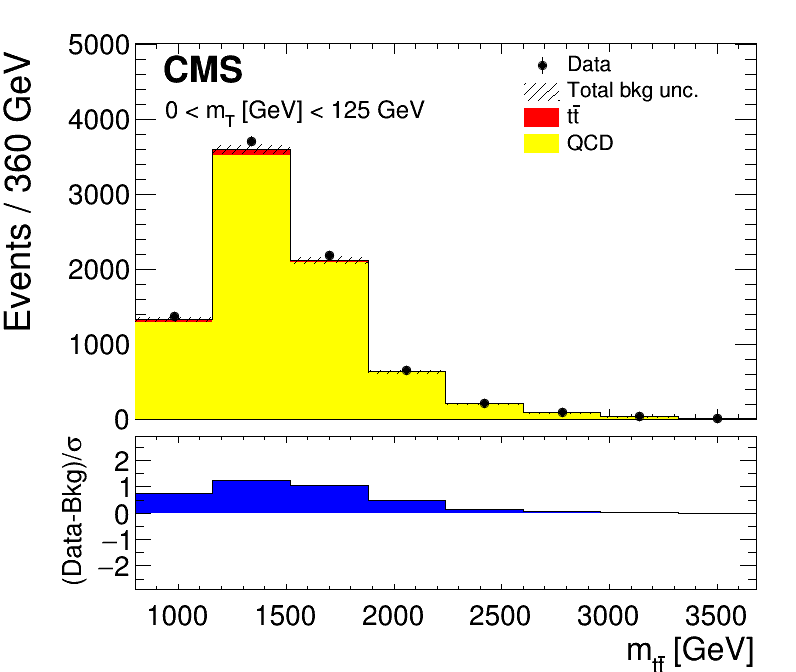 CMS
0 < m_T [GeV] < 125 GeV
Data
Total bkg unc.
tt̄
QCD
Events / 360 GeV
5000
4000
3000
2000
1000
0
(Data-Bkg)/σ
2
1
0
−1
−2
1000 1500 2000 2500 3000 3500
m_tt̄ [GeV]